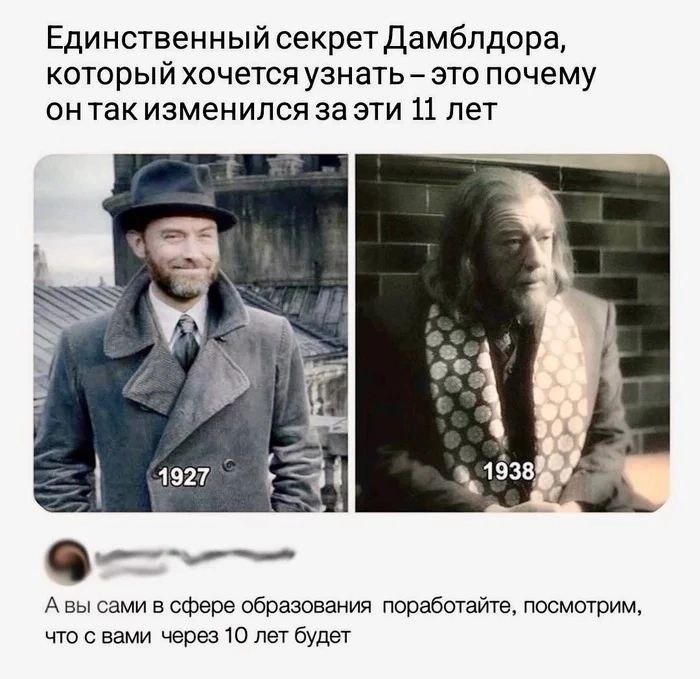 Единственный секрет Дамблдора,
который хочется узнать – это почему
он так изменился за эти 11 лет
1927
1938
А вы сами в сфере образования поработайте, посмотрим,
что с вами через 10 лет будет